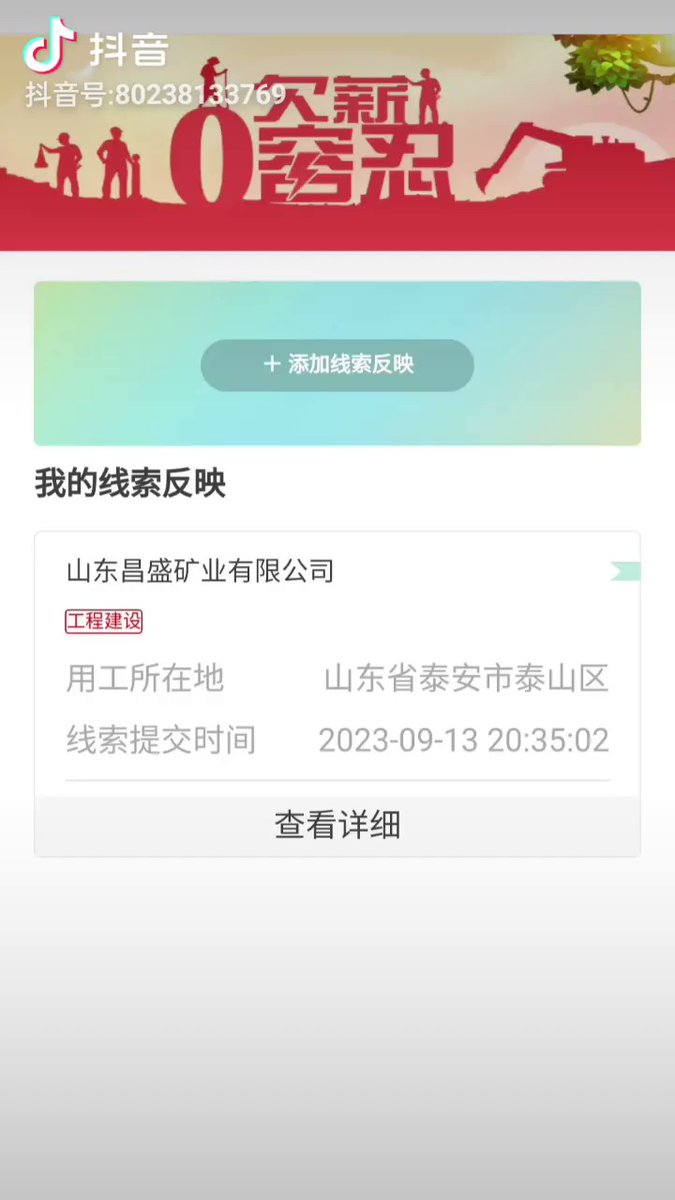 抖音
抖音号:80238133769
欠薪
0容忍
+ 添加线索反映
我的线索反映
山东昌盛矿业有限公司
工程建设
用工所在地 山东省泰安市泰山区
线索提交时间 2023-09-13 20:35:02
查看详细